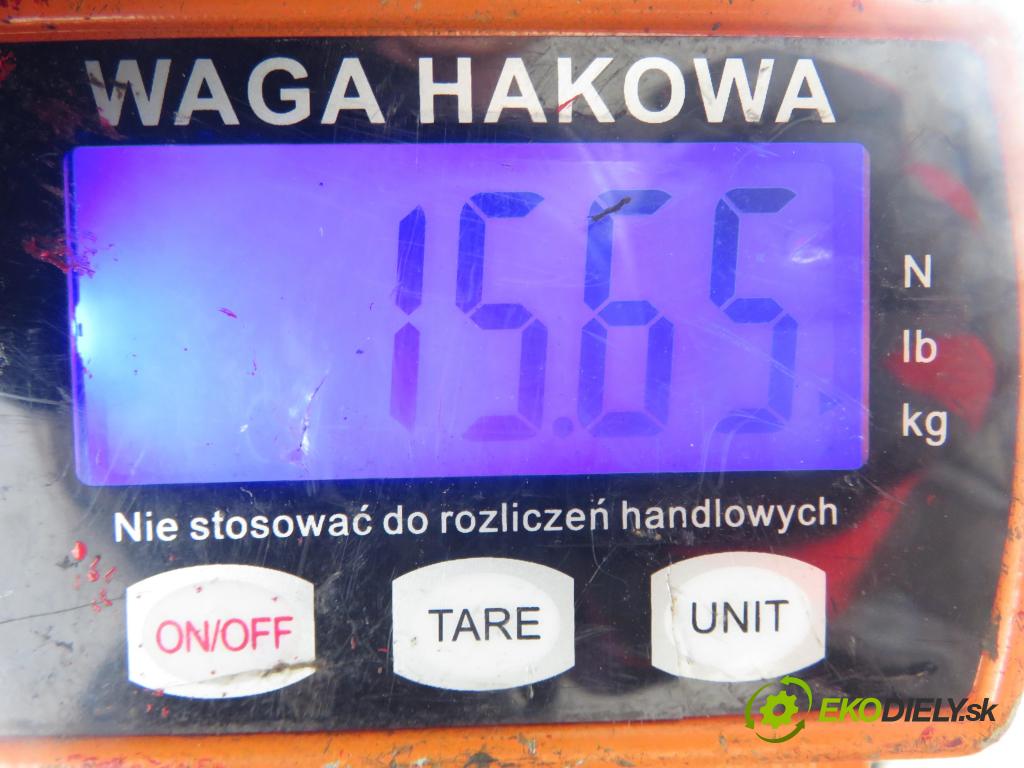 WAGA HAKOWA
15.65
N
lb
kg
Nie stosować do rozliczeń handlowych
ON/OFF TARE UNIT
EKODIELY.sk